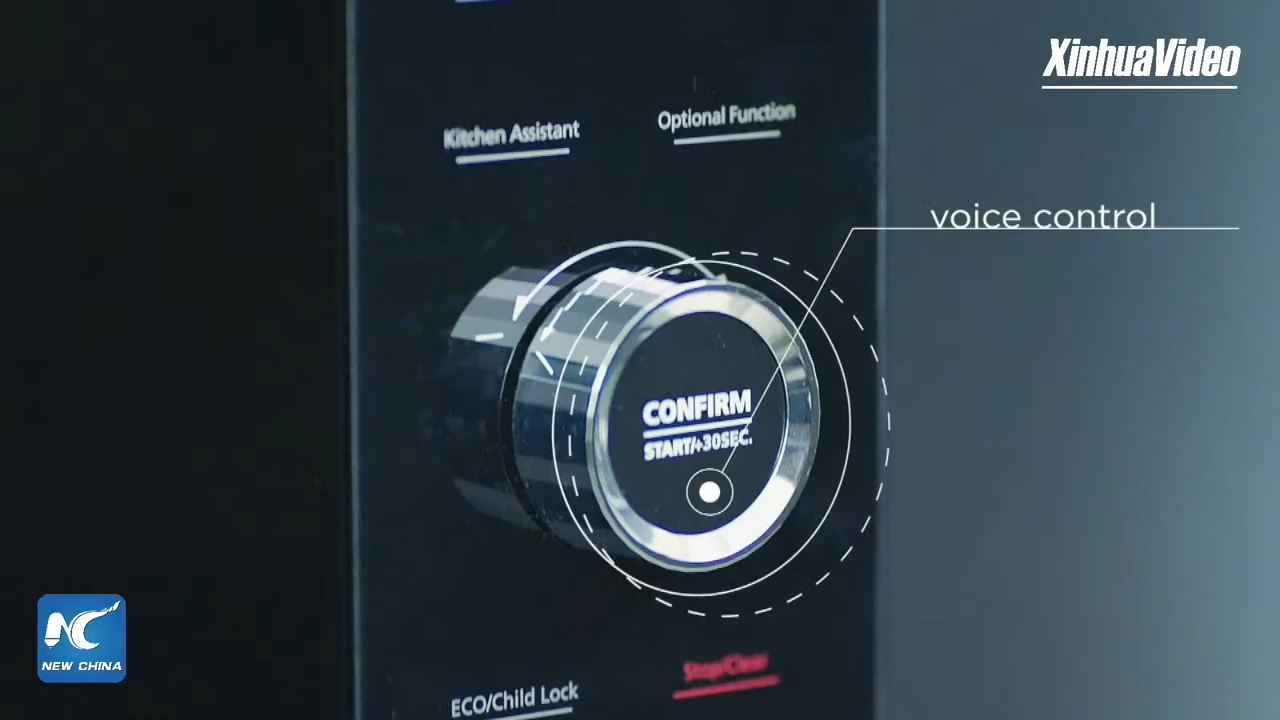 XinhuaVideo
Kitchen Assistant
Optional Function
voice control
CONFIRM
START/+30SEC.
Stop/Clear
ECO/Child Lock
NEW CHINA